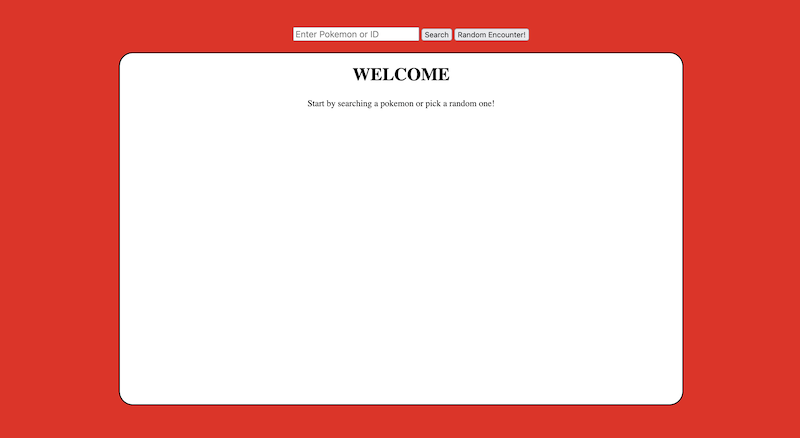 Enter Pokemon or ID Search Random Encounter!
WELCOME
Start by searching a pokemon or pick a random one!